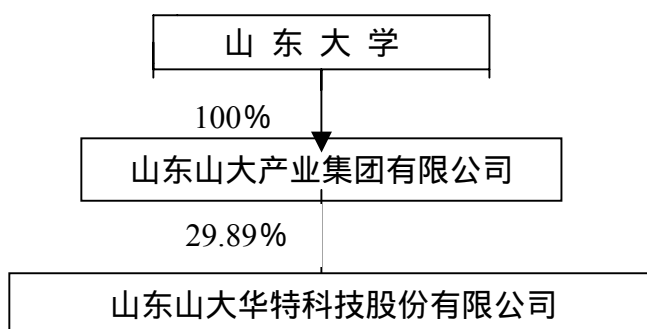 山 东 大 学
100%
山东山大产业集团有限公司
29.89%
山东山大华特科技股份有限公司